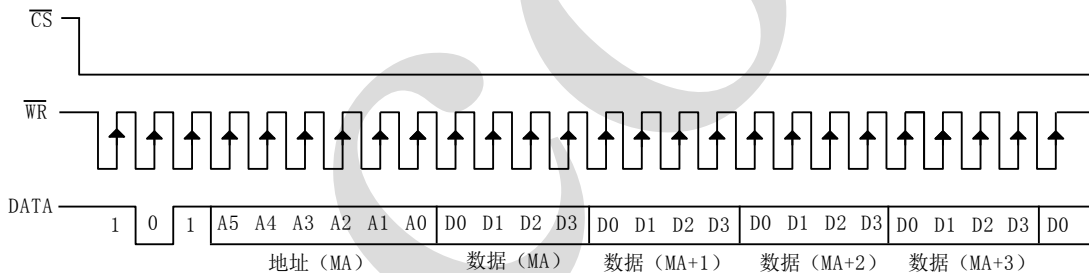 CS
WR
DATA 1 0 1 A5 A4 A3 A2 A1 A0 D0 D1 D2 D3 D0 D1 D2 D3 D0 D1 D2 D3 D0 D1 D2 D3 D0
地址（MA） 数据（MA） 数据（MA+1） 数据（MA+2） 数据（MA+3）